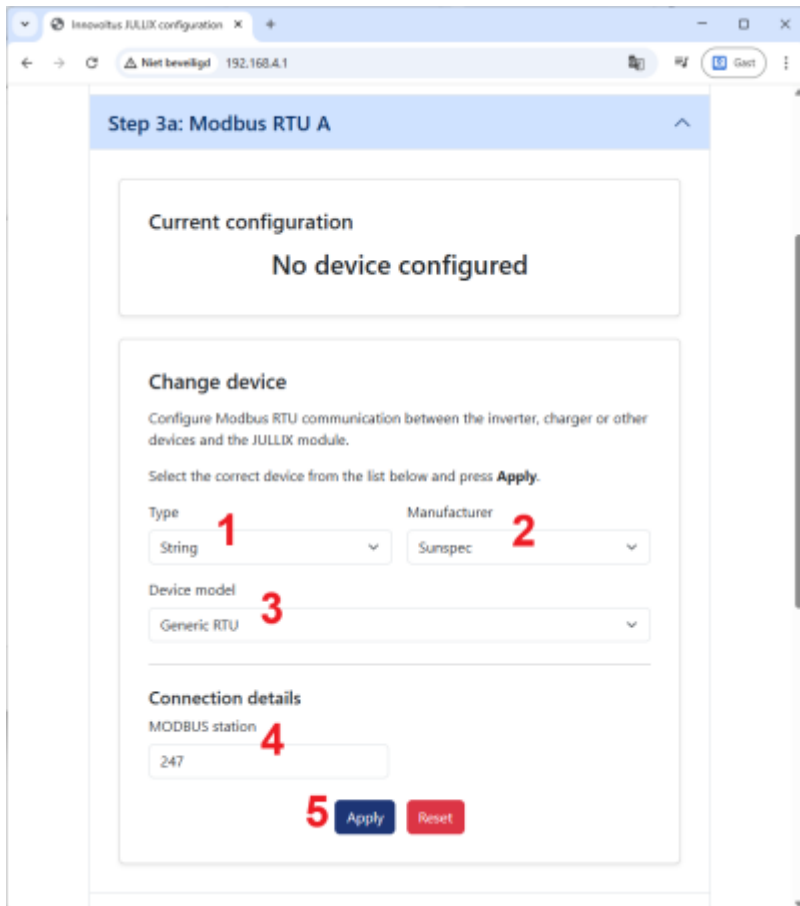 Innovoltus JULLIX configuration
Niet beveiligd 192.168.4.1 Gast
Step 3a: Modbus RTU A
Current configuration
No device configured
Change device
Configure Modbus RTU communication between the inverter, charger or other
devices and the JULLIX module.
Select the correct device from the list below and press Apply.
Type 1 Manufacturer 2
String Sunspec
Device model 3
Generic RTU
Connection details
MODBUS station 4
247
5 Apply Reset